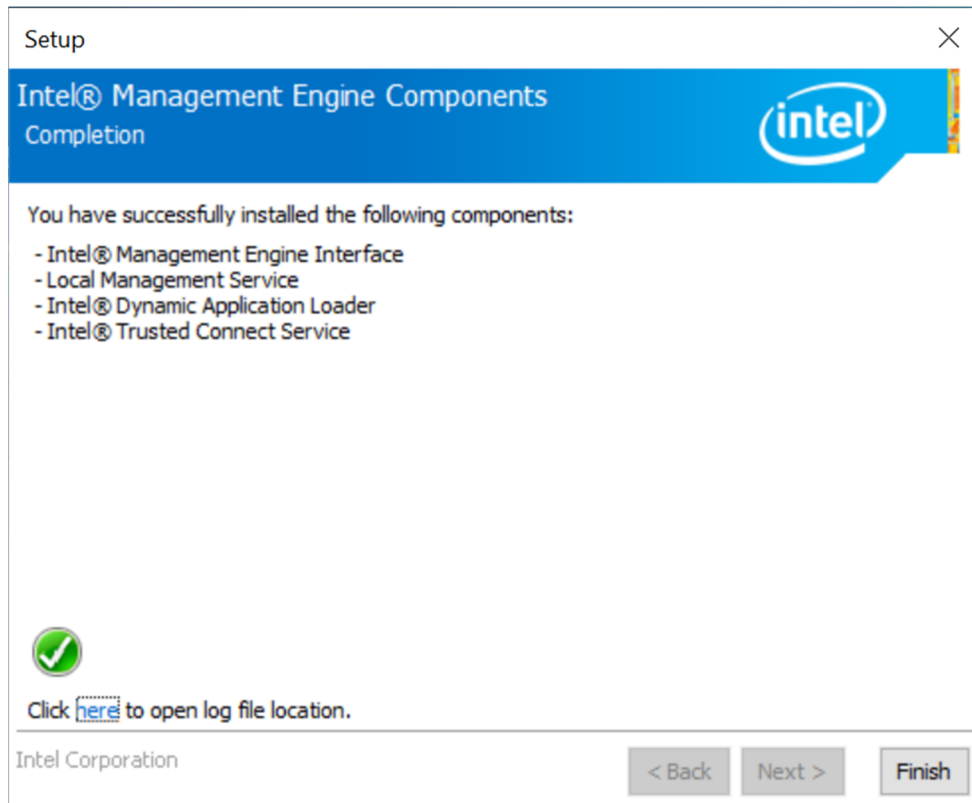 Setup
Intel® Management Engine Components
Completion
intel
You have successfully installed the following components:
- Intel® Management Engine Interface
- Local Management Service
- Intel® Dynamic Application Loader
- Intel® Trusted Connect Service
Click here to open log file location.
Intel Corporation
< Back
Next >
Finish